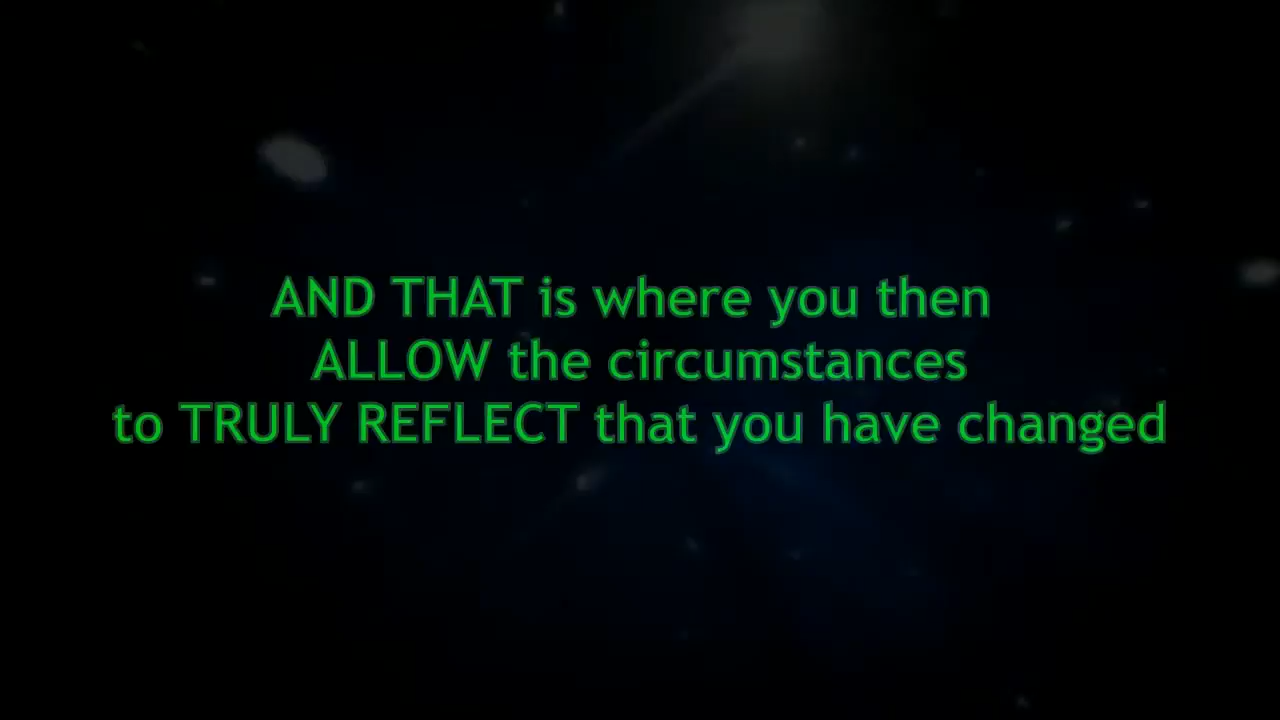 AND THAT is where you then
ALLOW the circumstances
to TRULY REFLECT that you have changed